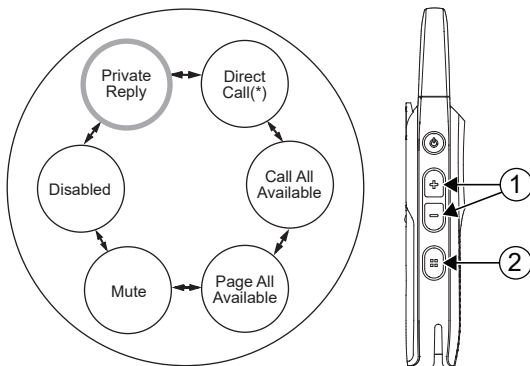 Private
Reply
Direct
Call(*)
Call All
Available
Page All
Available
Mute
Disabled
1
2